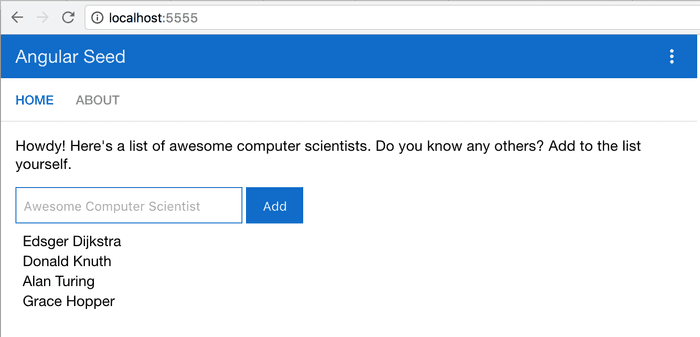 localhost:5555
Angular Seed
HOME ABOUT
Howdy! Here's a list of awesome computer scientists. Do you know any others? Add to the list
yourself.
Awesome Computer Scientist Add
Edsger Dijkstra
Donald Knuth
Alan Turing
Grace Hopper